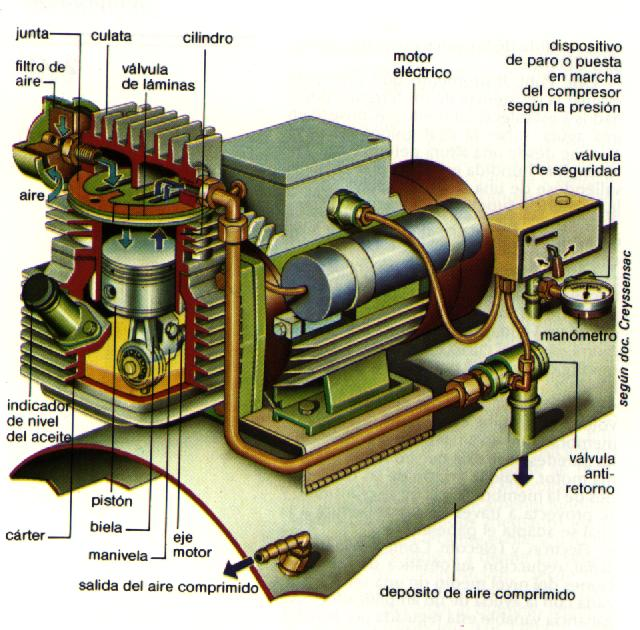 junta
culata
cilindro
filtro de
aire
válvula
de láminas
motor
eléctrico
dispositivo
de paro o puesta
en marcha
del compresor
según la presión
válvula
de seguridad
aire
manómetro
según doc. Creyssensac
indicador
de nivel
del aceite
válvula
anti-
retorno
pistón
biela
cárter
manivela
eje
motor
salida del aire comprimido
depósito de aire comprimido